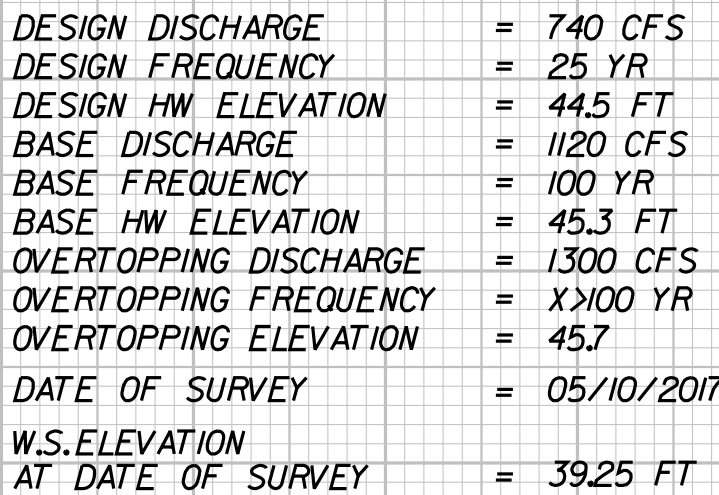 DESIGN DISCHARGE = 740 CFS
DESIGN FREQUENCY = 25 YR
DESIGN HW ELEVATION = 44.5 FT
BASE DISCHARGE = 1120 CFS
BASE FREQUENCY = 100 YR
BASE HW ELEVATION = 45.3 FT
OVERTOPPING DISCHARGE = 1300 CFS
OVERTOPPING FREQUENCY = X>100 YR
OVERTOPPING ELEVATION = 45.7
DATE OF SURVEY = 05/10/2017
W.S.ELEVATION
AT DATE OF SURVEY = 39.25 FT